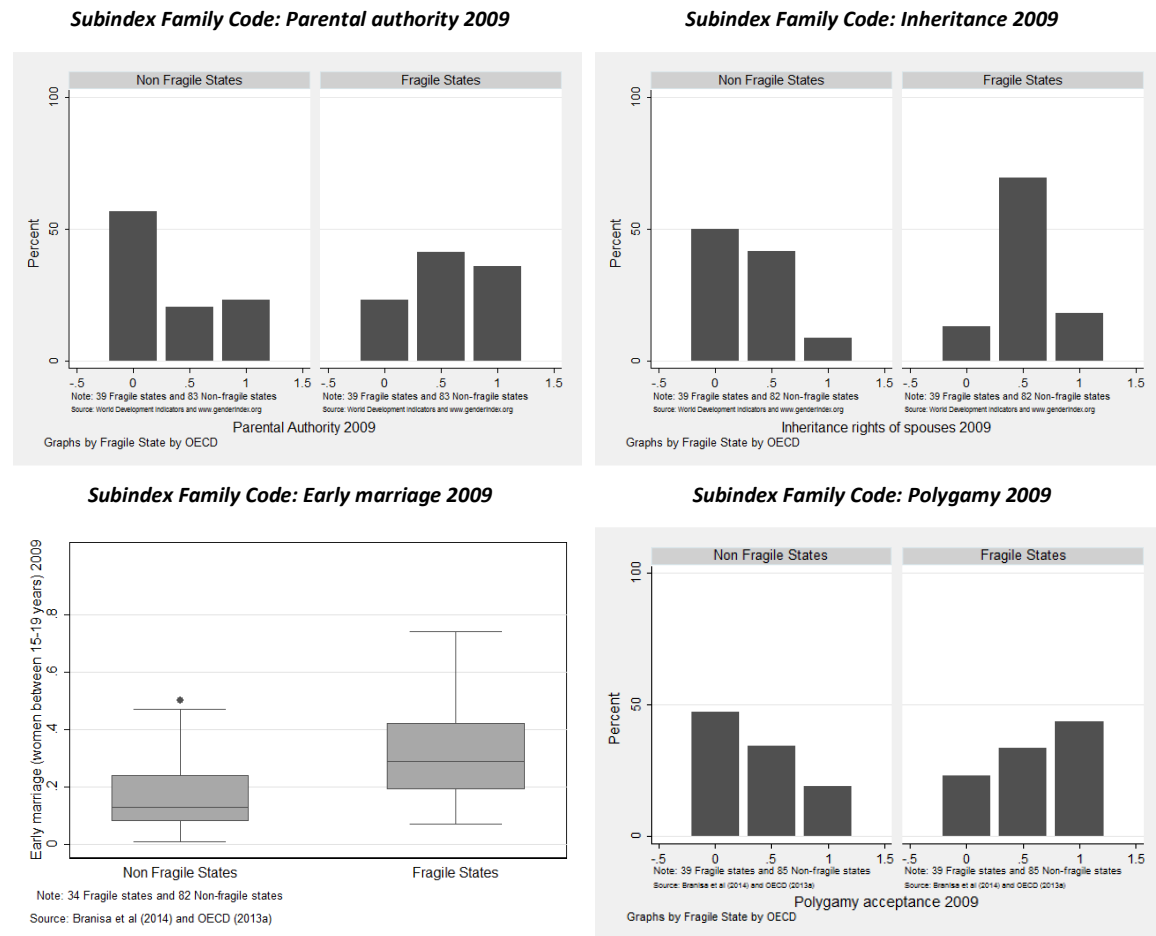 Subindex Family Code: Parental authority 2009
Non Fragile States
Fragile States
Percent
100
50
0
-.5 0 .5 1 1.5
-.5 0 .5 1 1.5
Note: 39 Fragile states and 83 Non-fragile states
Note: 39 Fragile states and 83 Non-fragile states
Source: World Development Indicators and www.genderindex.org
Source: World Development Indicators and www.genderindex.org
Parental Authority 2009
Graphs by Fragile State by OECD
Subindex Family Code: Inheritance 2009
Non Fragile States
Fragile States
Percent
100
50
0
-.5 0 .5 1 1.5
-.5 0 .5 1 1.5
Note: 39 Fragile states and 82 Non-fragile states
Note: 39 Fragile states and 82 Non-fragile states
Source: World Development Indicators and www.genderindex.org
Source: World Development Indicators and www.genderindex.org
Inheritance rights of spouses 2009
Graphs by Fragile State by OECD
Subindex Family Code: Early marriage 2009
Early marriage (women between 15-19 years) 2009
.8
.6
.4
.2
0
Non Fragile States
Fragile States
Note: 34 Fragile states and 82 Non-fragile states
Source: Branisa et al (2014) and OECD (2013a)
Subindex Family Code: Polygamy 2009
Non Fragile States
Fragile States
Percent
100
50
0
-.5 0 .5 1 1.5
-.5 0 .5 1 1.5
Note: 39 Fragile states and 85 Non-fragile states
Note: 39 Fragile states and 85 Non-fragile states
Source: Branisa et al (2014) and OECD (2013a)
Source: Branisa et al (2014) and OECD (2013a)
Polygamy acceptance 2009
Graphs by Fragile State by OECD